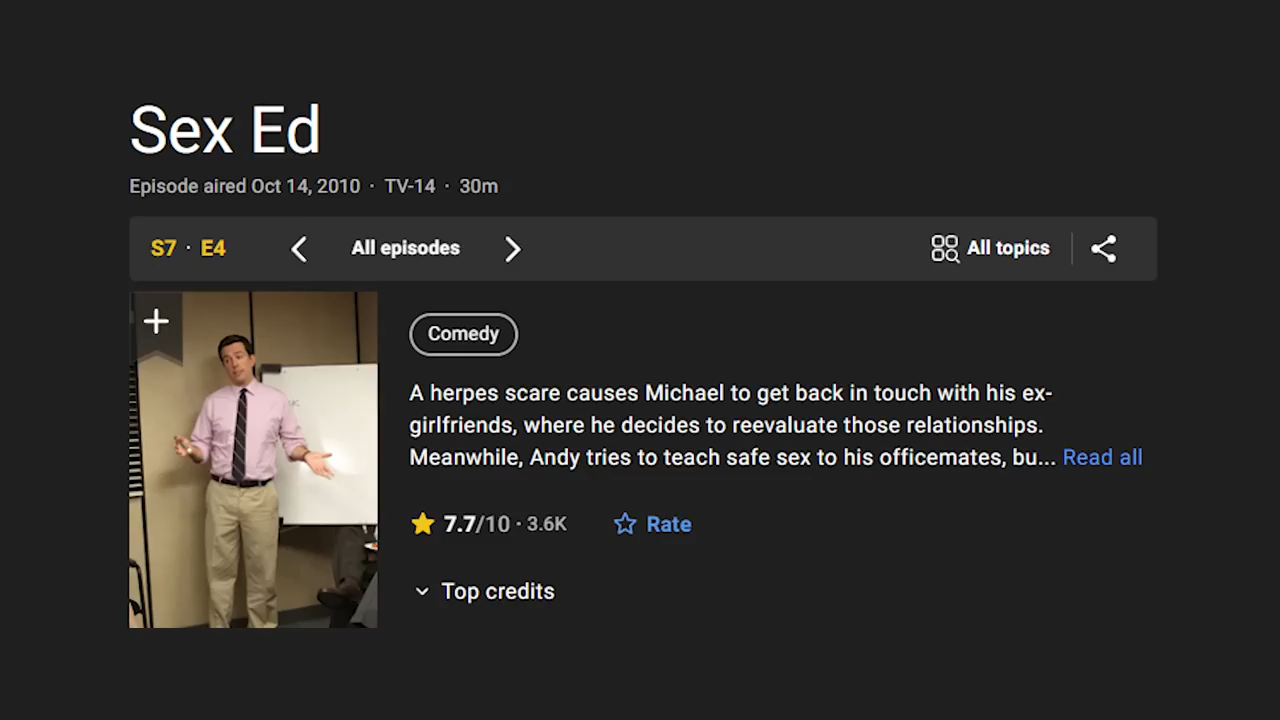 Sex Ed
Episode aired Oct 14, 2010 · TV-14 · 30m
S7 · E4
All episodes
All topics
Comedy
A herpes scare causes Michael to get back in touch with his ex-
girlfriends, where he decides to reevaluate those relationships.
Meanwhile, Andy tries to teach safe sex to his officemates, bu... Read all
7.7/10 · 3.6K
Rate
Top credits